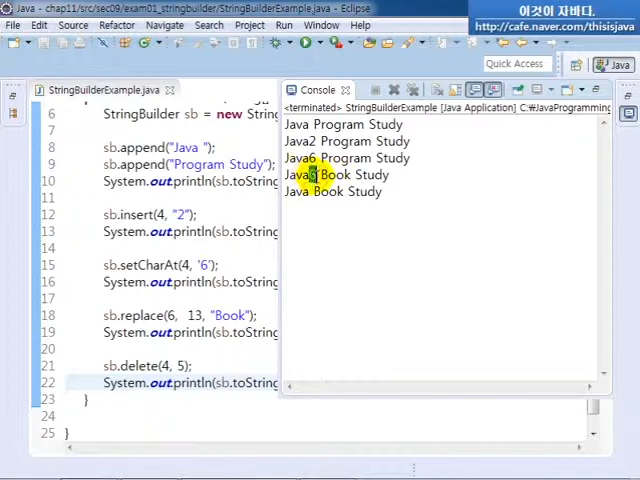 Java - chap11/src/sec09/exam01_stringbuilder/StringBuilderExample.java - Eclipse
이것이 자바다.
http://cafe.naver.com/thisisjava
File Edit Source Refactor Navigate Search Project Run Window Help
Quick Access
Java
StringBuilderExample.java
Console
<terminated> StringBuilderExample [Java Application] C:₩JavaProgramming
6 StringBuilder sb = new Strin
7
8 sb.append("Java ");
9 sb.append("Program Study");
10 System.out.println(sb.toString
11
12 sb.insert(4, "2");
13 System.out.println(sb.toString
14
15 sb.setCharAt(4, '6');
16 System.out.println(sb.toString
17
18 sb.replace(6, 13, "Book");
19 System.out.println(sb.toString
20
21 sb.delete(4, 5);
22 System.out.println(sb.toString
23 }
24
25 }
Java Program Study
Java2 Program Study
Java6 Program Study
Java6 Book Study
Java Book Study